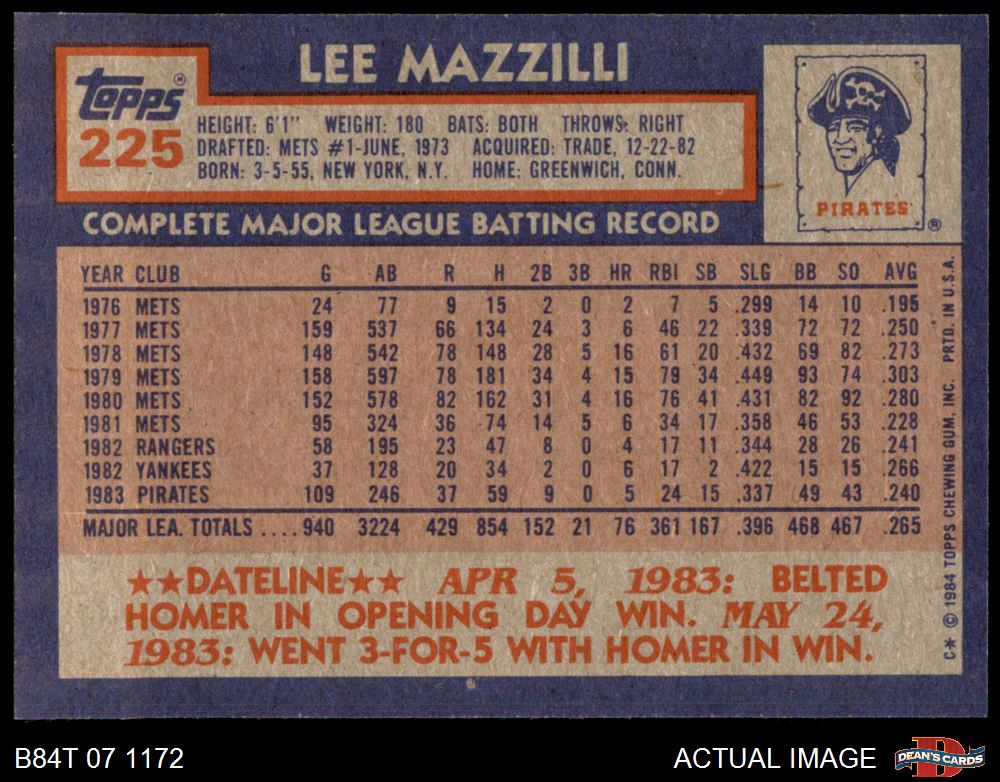 LEE MAZZILLI
Topps®
225
HEIGHT: 6'1" WEIGHT: 180 BATS: BOTH THROWS: RIGHT
DRAFTED: METS #1-JUNE, 1973 ACQUIRED: TRADE, 12-22-82
BORN: 3-5-55, NEW YORK, N.Y. HOME: GREENWICH, CONN.
PIRATES
®
COMPLETE MAJOR LEAGUE BATTING RECORD
YEAR CLUB G AB R H 2B 3B HR RBI SB SLG BB SO AVG
1976 METS 24 77 9 15 2 0 2 7 5 .299 14 10 .195
1977 METS 159 537 66 134 24 3 6 46 22 .339 72 72 .250
1978 METS 148 542 78 148 28 5 16 61 20 .432 69 82 .273
1979 METS 158 597 78 181 34 4 15 79 34 .449 93 74 .303
1980 METS 152 578 82 162 31 4 16 76 41 .431 82 92 .280
1981 METS 95 324 36 74 14 5 6 34 17 .358 46 53 .228
1982 RANGERS 58 195 23 47 8 0 4 17 11 .344 28 26 .241
1982 YANKEES 37 128 20 34 2 0 6 17 2 .422 15 15 .266
1983 PIRATES 109 246 37 59 9 0 5 24 15 .337 49 43 .240
MAJOR LEA. TOTALS .... 940 3224 429 854 152 21 76 361 167 .396 468 467 .265
★★DATELINE★★ APR 5, 1983: BELTED
HOMER IN OPENING DAY WIN. MAY 24,
1983: WENT 3-FOR-5 WITH HOMER IN WIN.
C* © 1984 TOPPS CHEWING GUM, INC. PRTD. IN U.S.A.
B84T 07 1172
ACTUAL IMAGE
D
DEAN'S CARDS